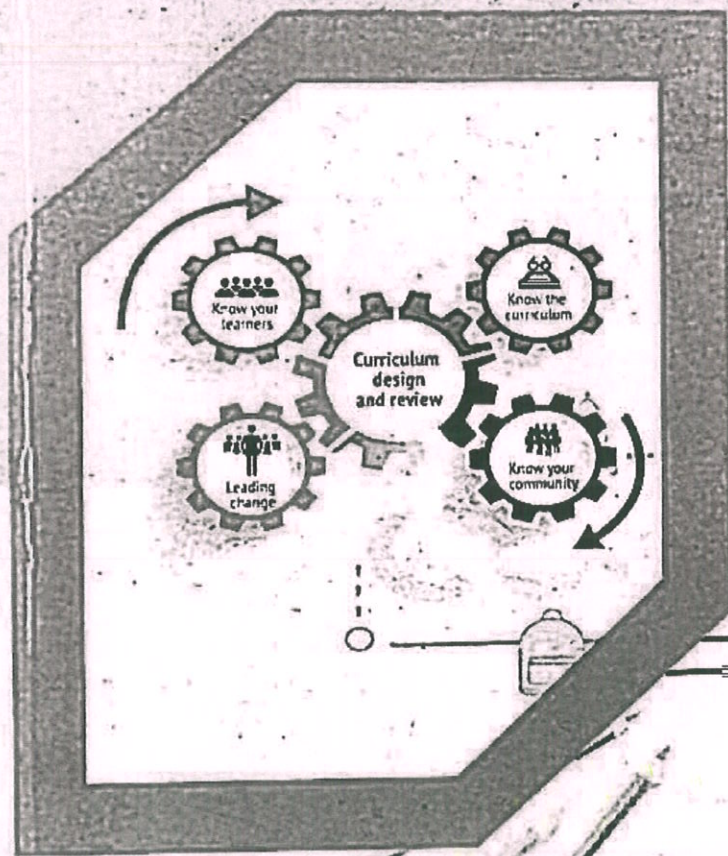 Know your
learners
Know the
curriculum
Curriculum
design
and review
Leading
change
Know your
community